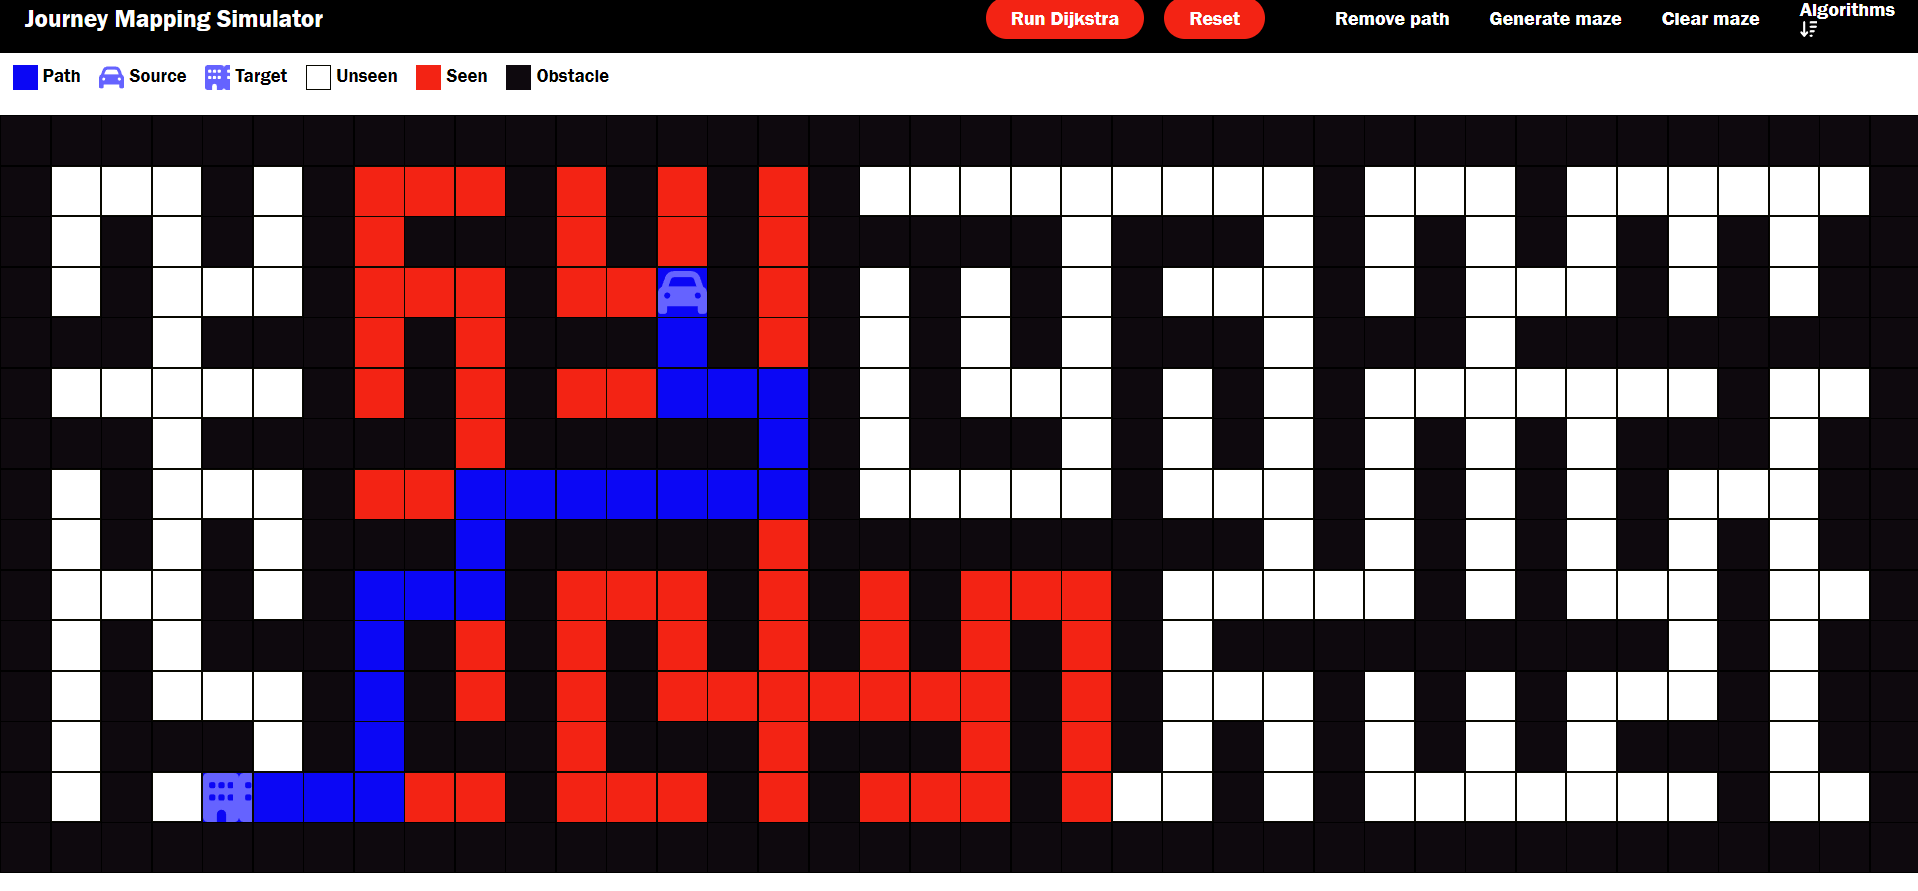 Journey Mapping Simulator
Run Dijkstra
Reset
Remove path
Generate maze
Clear maze
Algorithms
Path
Source
Target
Unseen
Seen
Obstacle